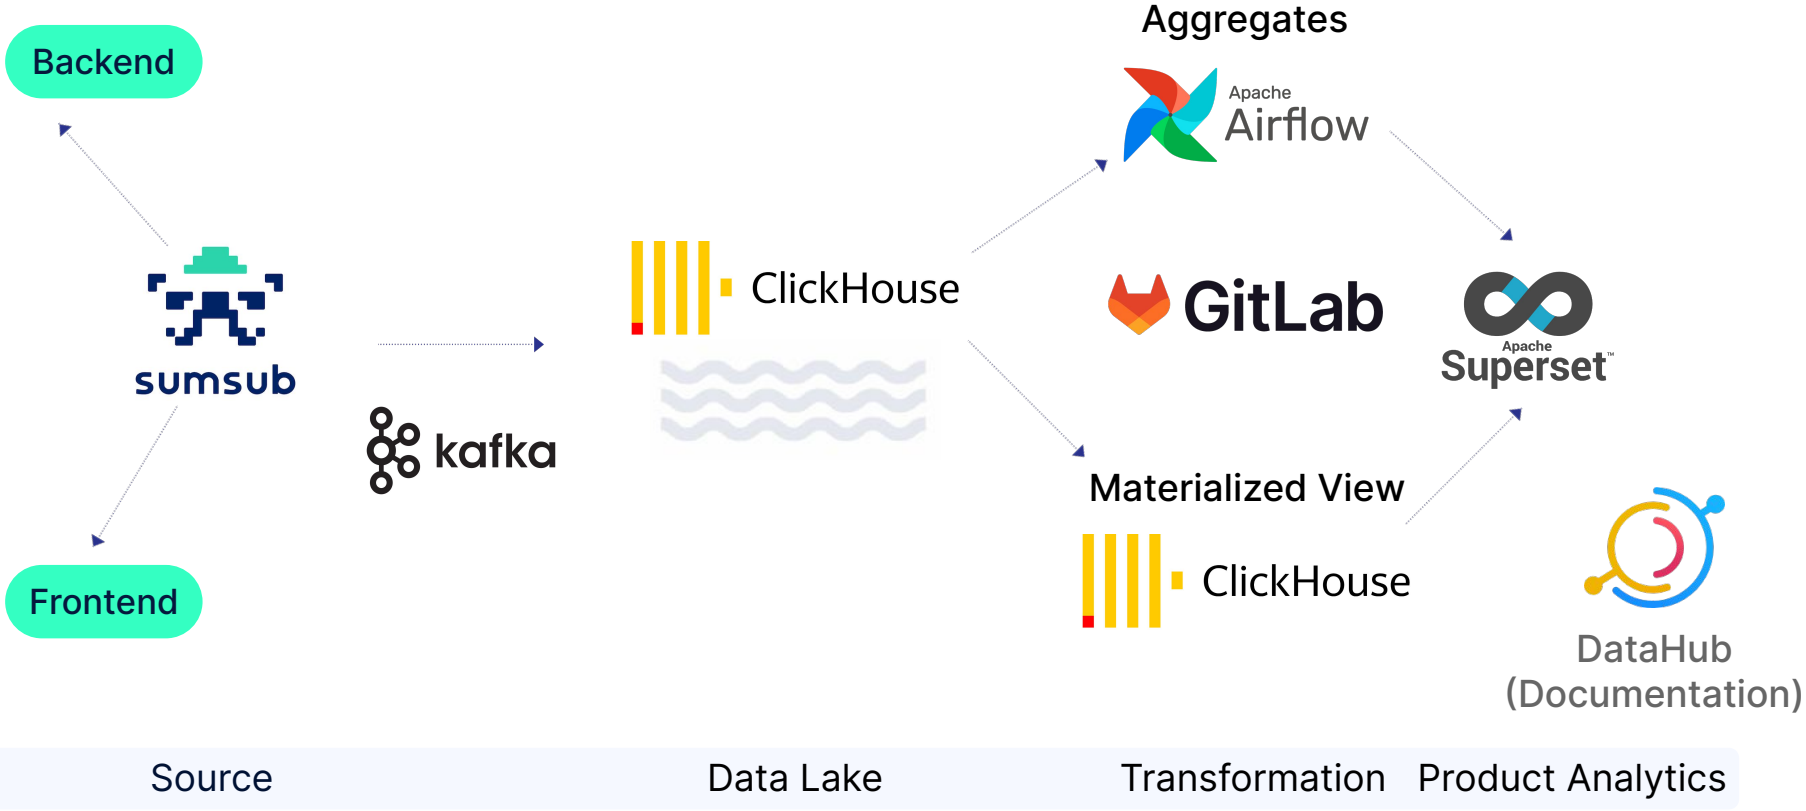 Aggregates
Backend
Apache
Airflow
ClickHouse
GitLab
Apache
Superset™
sumsub
kafka
Materialized View
ClickHouse
Frontend
DataHub
(Documentation)
Source
Data Lake
Transformation
Product Analytics